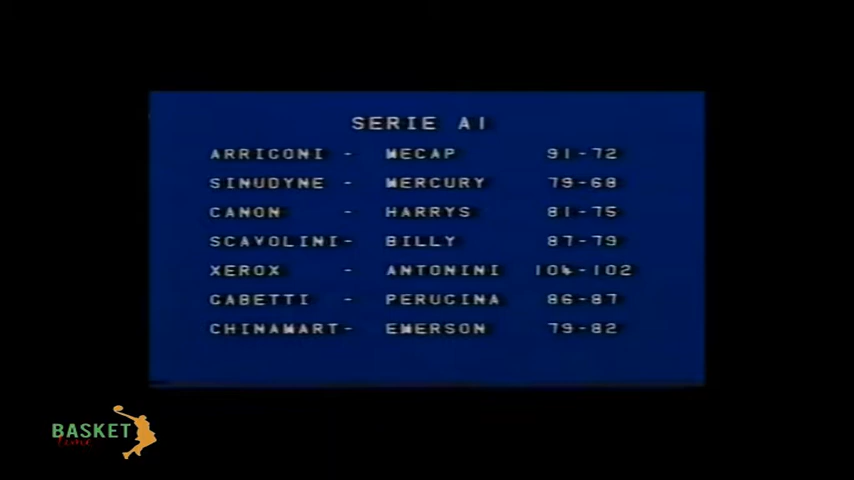 SERIE A1
ARRIGONI - MECAP 91-72
SINUDYNE - MERCURY 79-68
CANON - HARRYS 81-75
SCAVOLINI- BILLY 87-79
XEROX - ANTONINI 104-102
GABETTI - PERUGINA 86-87
CHINAMART- EMERSON 79-82
BASKET
time